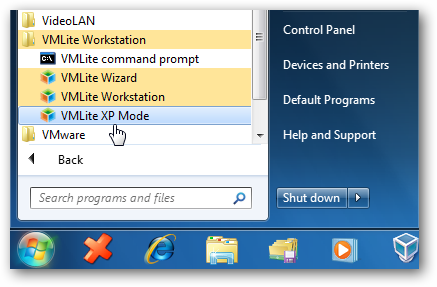 VideoLAN
VMLite Workstation
C:\
VMLite command prompt
VMLite Wizard
VMLite Workstation
VMLite XP Mode
VMware
Back
Search programs and files
Control Panel
Devices and Printers
Default Programs
Help and Support
Shut down